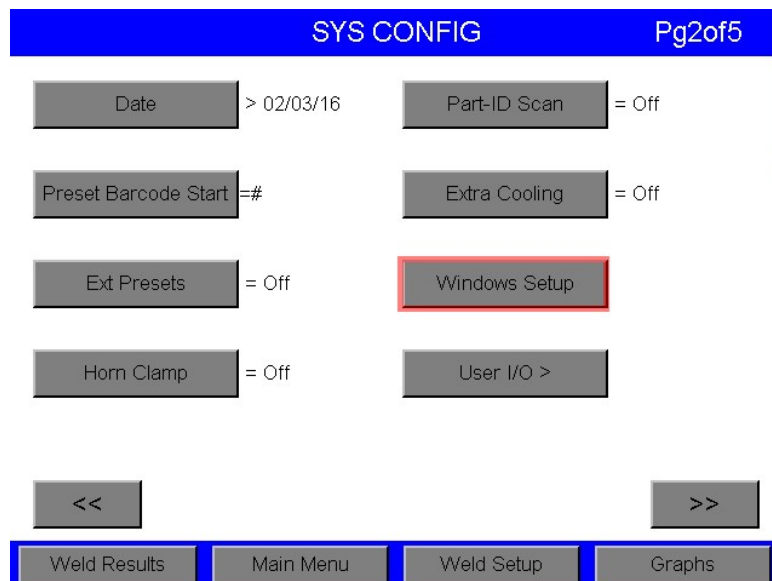 SYS CONFIG Pg2of5
Date > 02/03/16 Part-ID Scan = Off
Preset Barcode Start =# Extra Cooling = Off
Ext Presets = Off Windows Setup
Horn Clamp = Off User I/O >
<< >>
Weld Results Main Menu Weld Setup Graphs